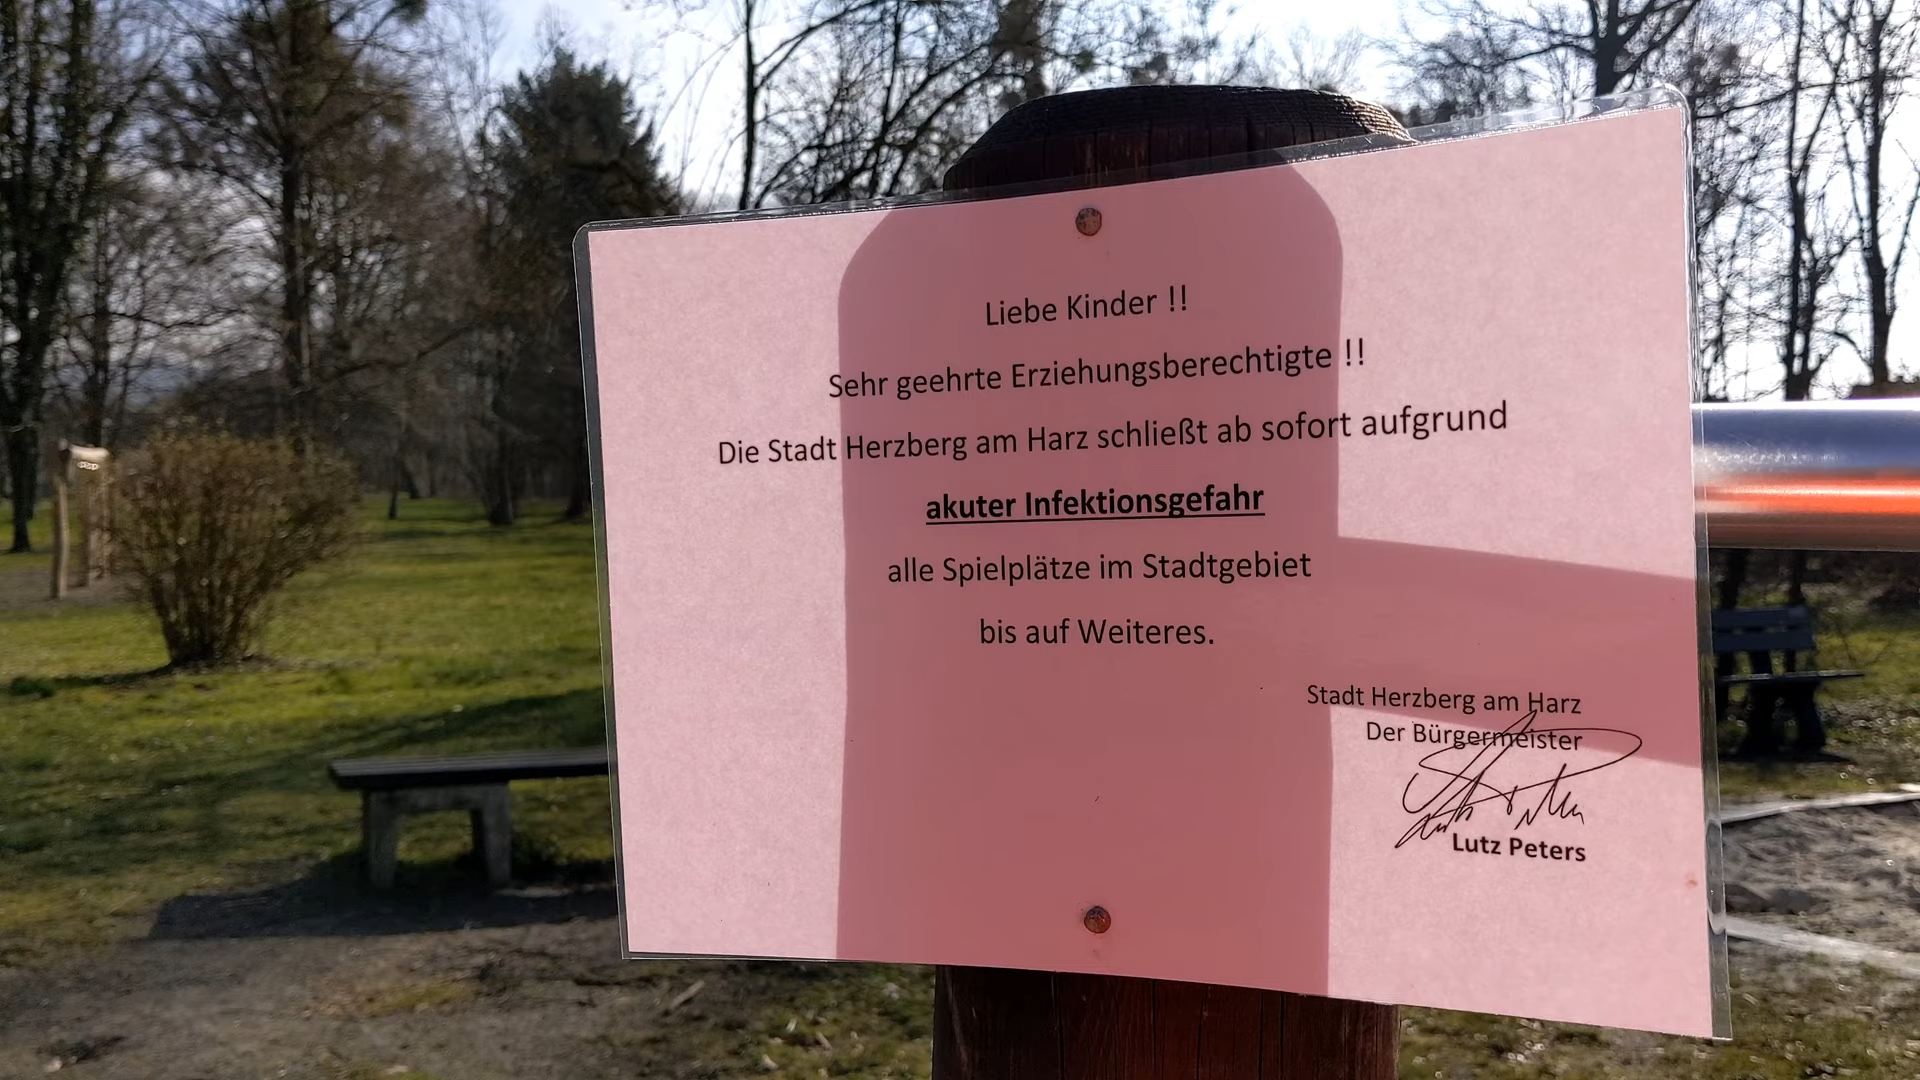 Liebe Kinder !!
Sehr geehrte Erziehungsberechtigte !!
Die Stadt Herzberg am Harz schließt ab sofort aufgrund
akuter Infektionsgefahr
alle Spielplätze im Stadtgebiet
bis auf Weiteres.
Stadt Herzberg am Harz
Der Bürgermeister
Lutz Peters